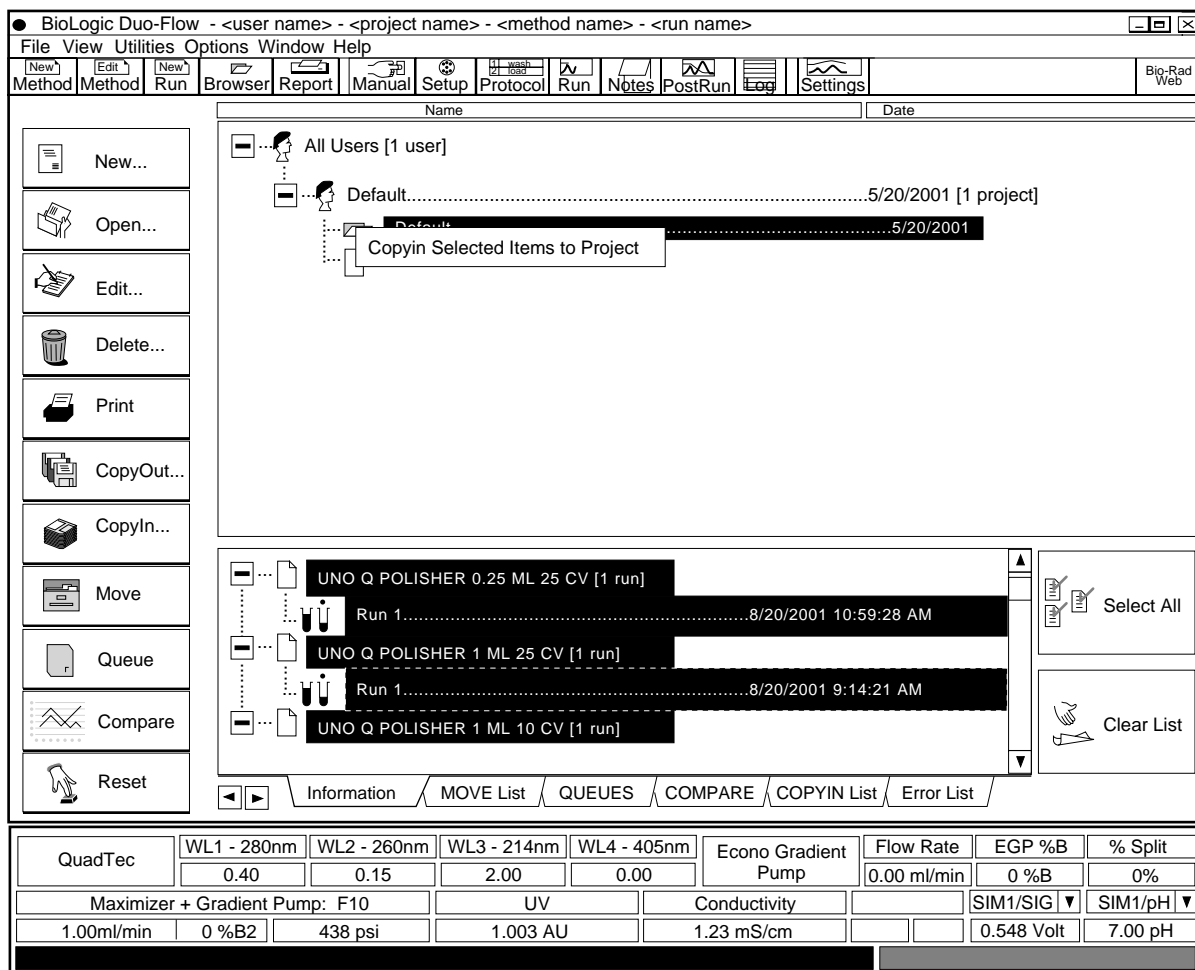 BioLogic Duo-Flow - <user name> - <project name> - <method name> - <run name>
File View Utilities Options Window Help
New Edit New 1 wash 2 load
Method Method Run Browser Report Manual Setup Protocol Run Notes PostRun Log Settings Bio-Rad Web
Name Date
All Users [1 user]
Default....................................................................................5/20/2001 [1 project]
Default....................................................................................5/20/2001
Copyin Selected Items to Project
New...
Open...
Edit...
Delete...
Print
CopyOut...
CopyIn...
Move
Queue
Compare
Reset
UNO Q POLISHER 0.25 ML 25 CV [1 run]
Run 1...............................................................8/20/2001 10:59:28 AM
UNO Q POLISHER 1 ML 25 CV [1 run]
Run 1...............................................................8/20/2001 9:14:21 AM
UNO Q POLISHER 1 ML 10 CV [1 run]
Select All
Clear List
Information MOVE List QUEUES COMPARE COPYIN List Error List
QuadTec WL1 - 280nm WL2 - 260nm WL3 - 214nm WL4 - 405nm Econo Gradient Pump Flow Rate EGP %B % Split
0.40 0.15 2.00 0.00 0.00 ml/min 0 %B 0%
Maximizer + Gradient Pump: F10 UV Conductivity SIM1/SIG SIM1/pH
1.00ml/min 0 %B2 438 psi 1.003 AU 1.23 mS/cm 0.548 Volt 7.00 pH